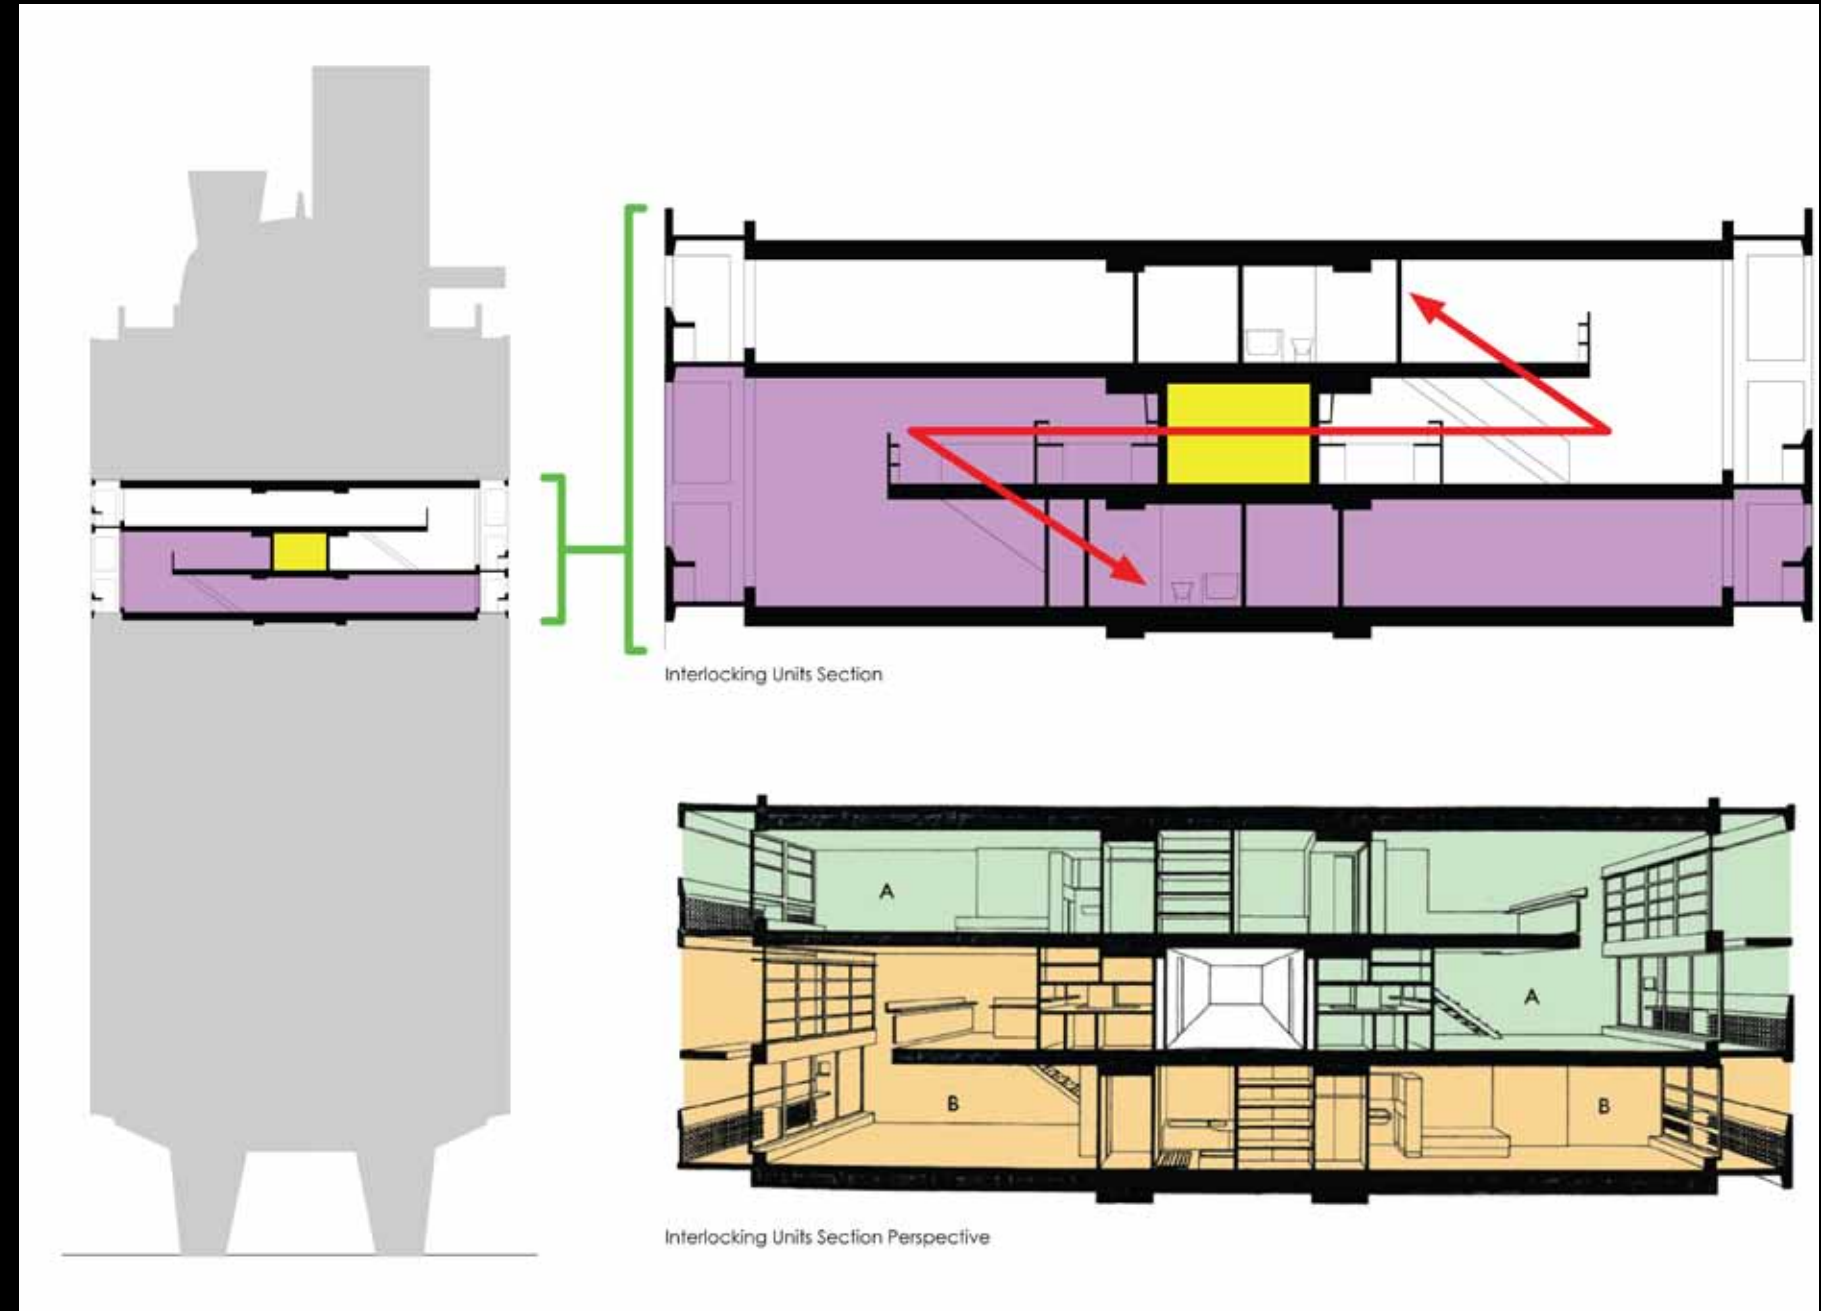 Interlocking Units Section
A
A
B
B
Interlocking Units Section Perspective